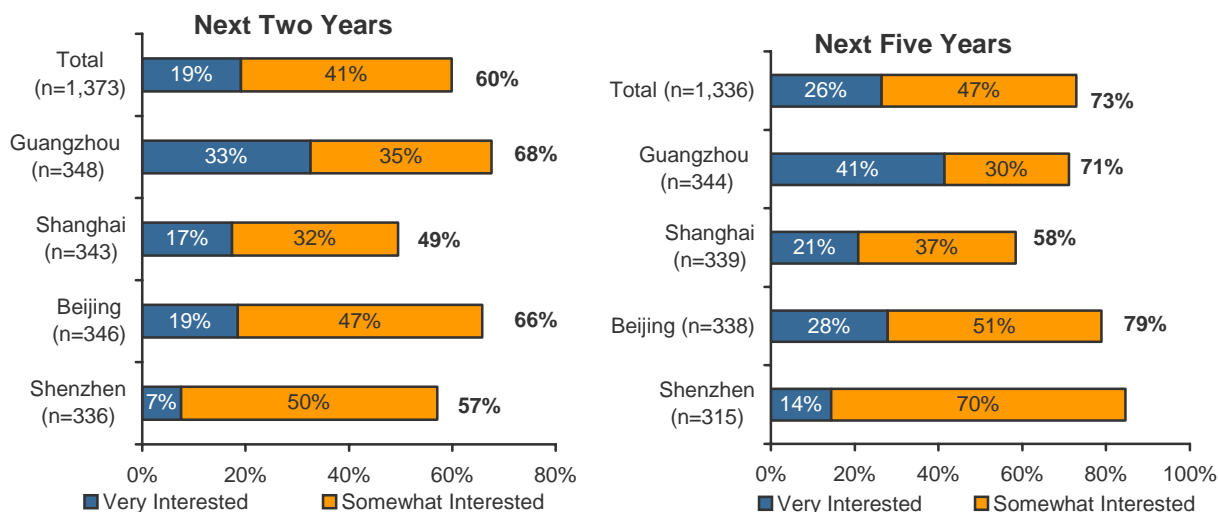 Next Two Years
Total
(n=1,373)
19%
41%
60%
Guangzhou
(n=348)
33%
35%
68%
Shanghai
(n=343)
17%
32%
49%
Beijing
(n=346)
19%
47%
66%
Shenzhen
(n=336)
7%
50%
57%
0% 20% 40% 60% 80%
Very Interested Somewhat Interested
Next Five Years
Total (n=1,336)
26%
47%
73%
Guangzhou
(n=344)
41%
30%
71%
Shanghai
(n=339)
21%
37%
58%
Beijing (n=338)
28%
51%
79%
Shenzhen
(n=315)
14%
70%
0% 20% 40% 60% 80% 100%
Very Interested Somewhat Interested